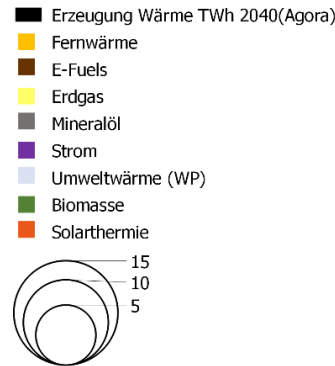 Erzeugung Wärme TWh 2040(Agora)
Fernwärme
E-Fuels
Erdgas
Mineralöl
Strom
Umweltwärme (WP)
Biomasse
Solarthermie
15
10
5